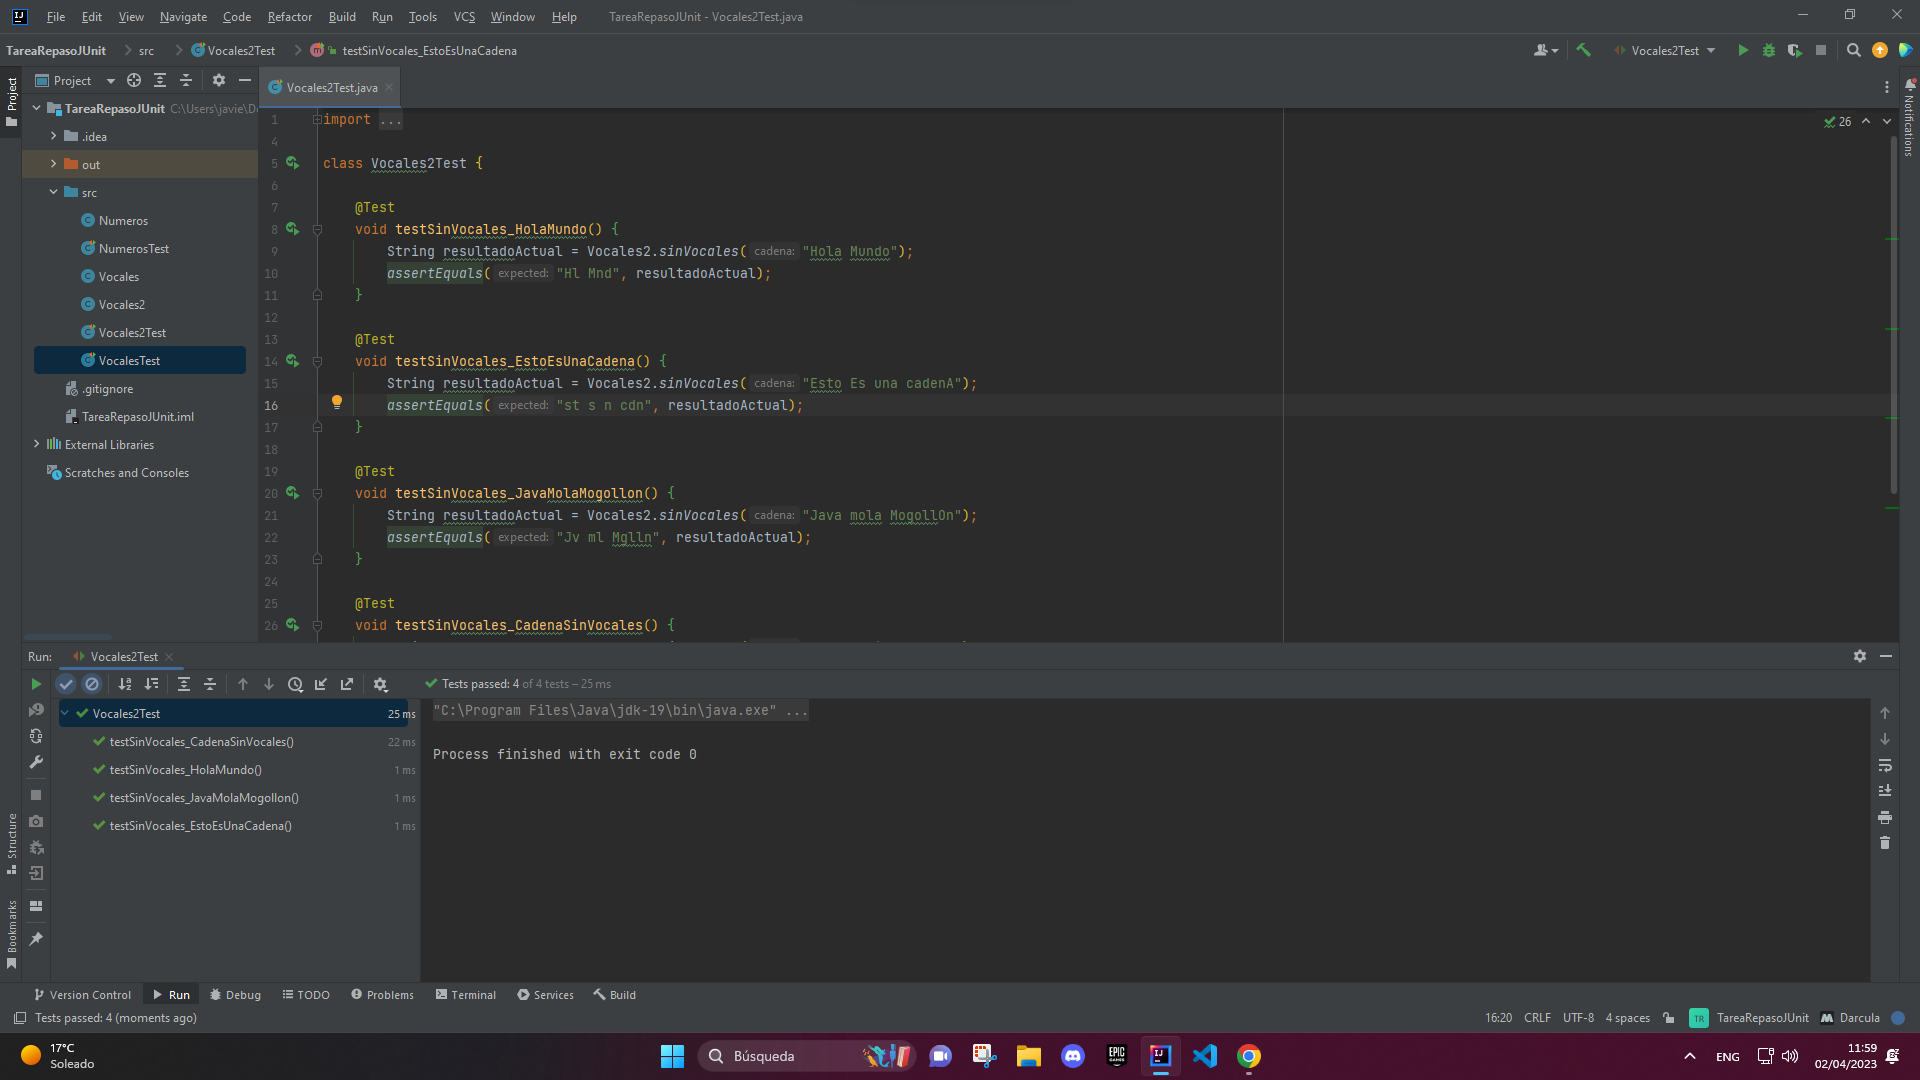 File Edit View Navigate Code Refactor Build Run Tools VCS Window Help TareaRepasoJUnit - Vocales2Test.java
TareaRepasoJUnit src Vocales2Test testSinVocales_EstoEsUnaCadena Vocales2Test
Project
Project
Vocales2Test.java
Notifications
TareaRepasoJUnit C:\Users\javie\D
.idea
out
src
Numeros
NumerosTest
Vocales
Vocales2
Vocales2Test
VocalesTest
.gitignore
TareaRepasoJUnit.iml
External Libraries
Scratches and Consoles
26
1 import ...
4
5 class Vocales2Test {
6
7 @Test
8 void testSinVocales_HolaMundo() {
9 String resultadoActual = Vocales2.sinVocales( cadena: "Hola Mundo");
10 assertEquals( expected: "Hl Mnd", resultadoActual);
11 }
12
13 @Test
14 void testSinVocales_EstoEsUnaCadena() {
15 String resultadoActual = Vocales2.sinVocales( cadena: "Esto Es una cadenA");
16 assertEquals( expected: "st s n cdn", resultadoActual);
17 }
18
19 @Test
20 void testSinVocales_JavaMolaMogollon() {
21 String resultadoActual = Vocales2.sinVocales( cadena: "Java mola MogollOn");
22 assertEquals( expected: "Jv ml Mglln", resultadoActual);
23 }
24
25 @Test
26 void testSinVocales_CadenaSinVocales() {
Run: Vocales2Test
Tests passed: 4 of 4 tests – 25 ms
Vocales2Test 25 ms
testSinVocales_CadenaSinVocales() 22 ms
testSinVocales_HolaMundo() 1 ms
testSinVocales_JavaMolaMogollon() 1 ms
testSinVocales_EstoEsUnaCadena() 1 ms
"C:\Program Files\Java\jdk-19\bin\java.exe" ...
Process finished with exit code 0
Structure
Bookmarks
Version Control Run Debug TODO Problems Terminal Services Build
Tests passed: 4 (moments ago)
16:20 CRLF UTF-8 4 spaces TR TareaRepasoJUnit Darcula
17°C
Soleado
Búsqueda
EPIC GAMES
ENG
11:59
02/04/2023